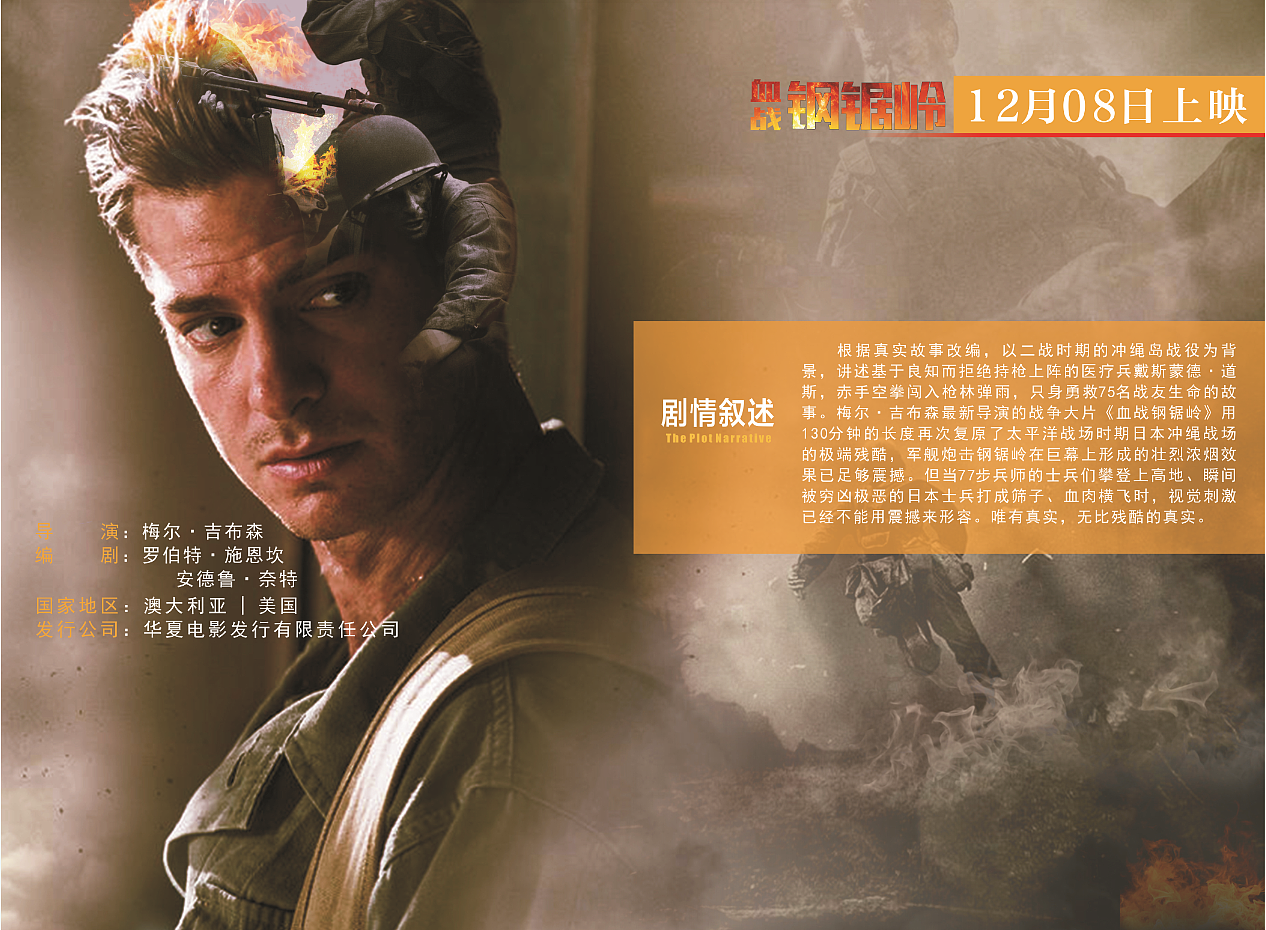 血战 钢锯岭 12月08日上映
剧情叙述
The Plot Narrative
根据真实故事改编，以二战时期的冲绳岛战役为背
景，讲述基于良知而拒绝持枪上阵的医疗兵戴斯蒙德·道
斯，赤手空拳闯入枪林弹雨，只身勇救75名战友生命的故
事。梅尔·吉布森最新导演的战争大片《血战钢锯岭》用
130分钟的长度再次复原了太平洋战场时期日本冲绳战场
的极端残酷，军舰炮击钢锯岭在巨幕上形成的壮烈浓烟效
果已足够震撼。但当77步兵师的士兵们攀登上高地、瞬间
被穷凶极恶的日本士兵打成筛子、血肉横飞时，视觉刺激
已经不能用震撼来形容。唯有真实，无比残酷的真实。
导 演：梅尔·吉布森
编 剧：罗伯特·施恩坎
安德鲁·奈特
国家地区：澳大利亚 | 美国
发行公司：华夏电影发行有限责任公司